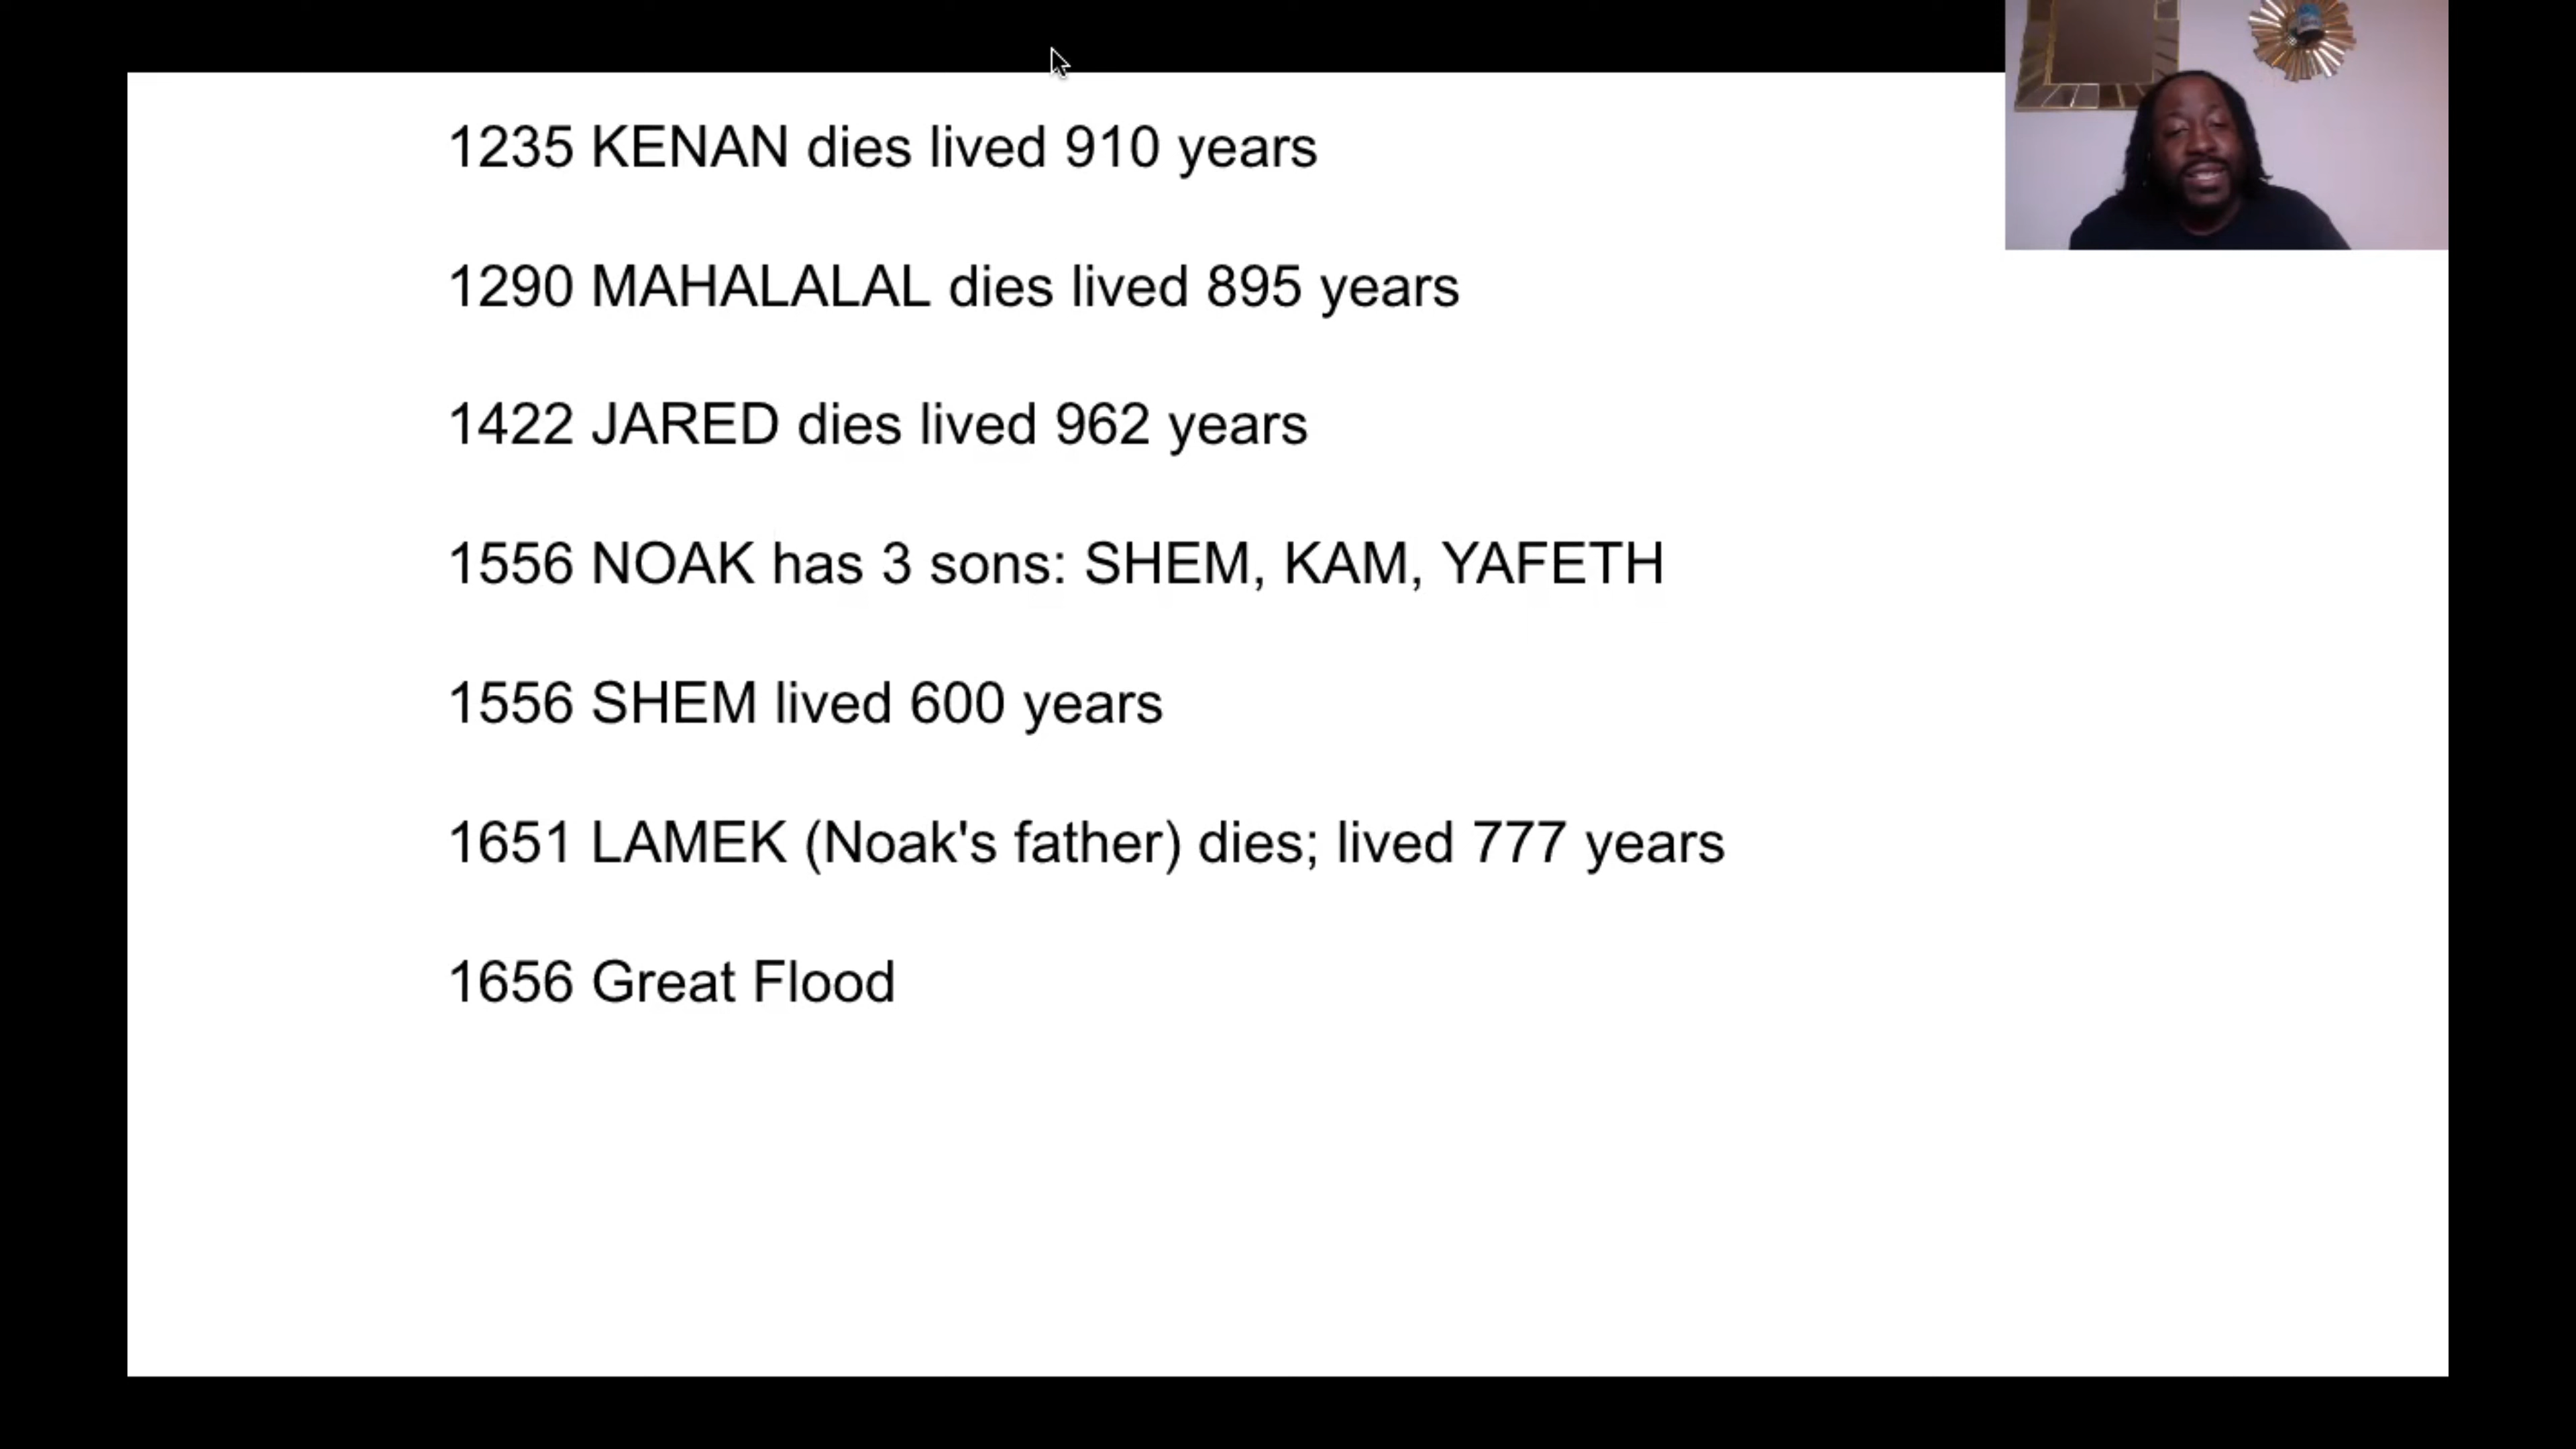 1235 KENAN dies lived 910 years
1290 MAHALALAL dies lived 895 years
1422 JARED dies lived 962 years
1556 NOAK has 3 sons: SHEM, KAM, YAFETH
1556 SHEM lived 600 years
1651 LAMEK (Noak's father) dies; lived 777 years
1656 Great Flood